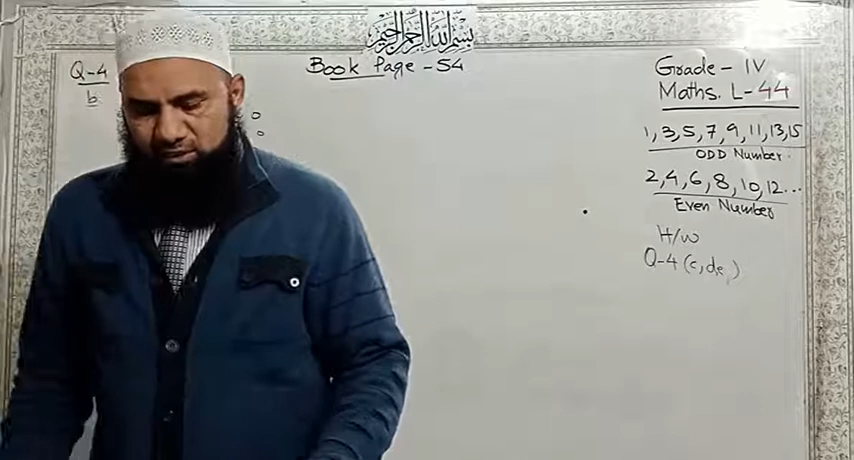 بسم الله الرحمن الرحيم
Q-4
b
Book Page -54
Grade - IV
Maths. L-44
1,3,5,7,9,11,13,15
ODD Number.
2,4,6,8,10,12...
Even Number
H/W
Q-4 (c,d,e)